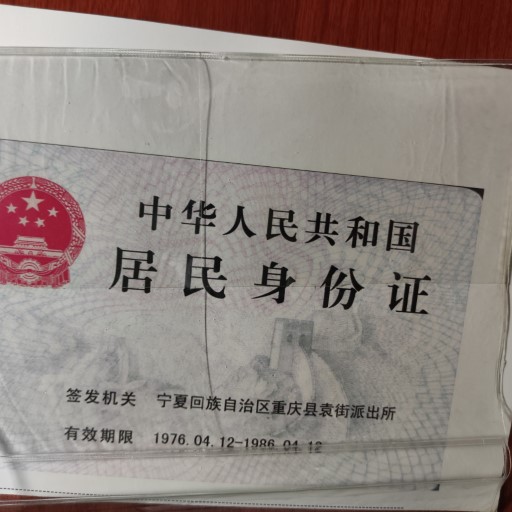 中华人民共和国
居民身份证
签发机关 宁夏回族自治区重庆县袁街派出所
有效期限 1976.04.12-1986.04.12